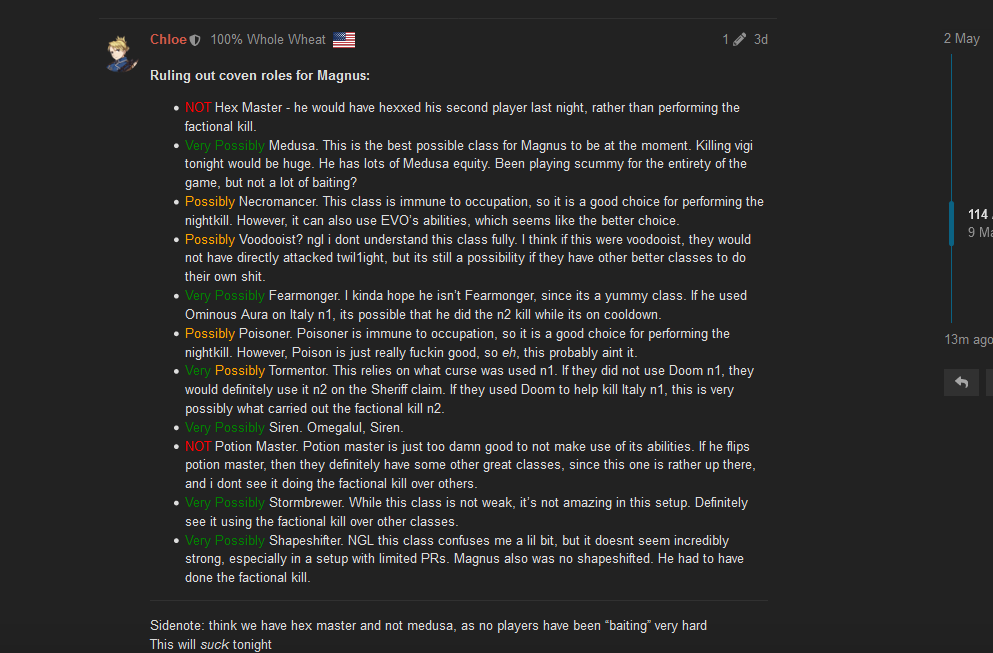 Chloe 100% Whole Wheat 1 3d
2 May
Ruling out coven roles for Magnus:
NOT Hex Master - he would have hexxed his second player last night, rather than performing the
factional kill.
Very Possibly Medusa. This is the best possible class for Magnus to be at the moment. Killing vigi
tonight would be huge. He has lots of Medusa equity. Been playing scummy for the entirety of the
game, but not a lot of baiting?
Possibly Necromancer. This class is immune to occupation, so it is a good choice for performing the
nightkill. However, it can also use EVO's abilities, which seems like the better choice.
Possibly Voodooist? ngl i dont understand this class fully. I think if this were voodooist, they would
not have directly attacked twil1ight, but its still a possibility if they have other better classes to do
their own shit.
Very Possibly Fearmonger. I kinda hope he isn't Fearmonger, since its a yummy class. If he used
Ominous Aura on Italy n1, its possible that he did the n2 kill while its on cooldown.
Possibly Poisoner. Poisoner is immune to occupation, so it is a good choice for performing the
nightkill. However, Poison is just really fuckin good, so eh, this probably aint it.
Very Possibly Tormentor. This relies on what curse was used n1. If they did not use Doom n1, they
would definitely use it n2 on the Sheriff claim. If they used Doom to help kill Italy n1, this is very
possibly what carried out the factional kill n2.
Very Possibly Siren. Omegalul, Siren.
NOT Potion Master. Potion master is just too damn good to not make use of its abilities. If he flips
potion master, then they definitely have some other great classes, since this one is rather up there,
and i dont see it doing the factional kill over others.
Very Possibly Stormbrewer. While this class is not weak, it's not amazing in this setup. Definitely
see it using the factional kill over other classes.
Very Possibly Shapeshifter. NGL this class confuses me a lil bit, but it doesnt seem incredibly
strong, especially in a setup with limited PRs. Magnus also was no shapeshifted. He had to have
done the factional kill.
Sidenote: think we have hex master and not medusa, as no players have been “baiting” very hard
This will suck tonight
114
9 Ma
13m ago